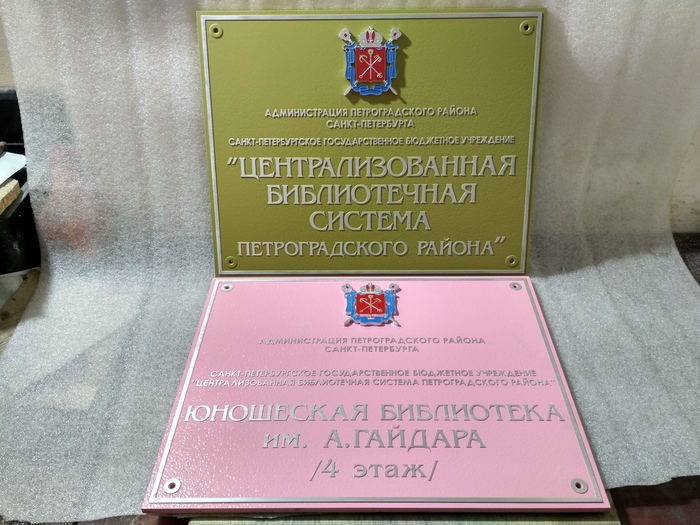 АДМИНИСТРАЦИЯ ПЕТРОГРАДСКОГО РАЙОНА
САНКТ-ПЕТЕРБУРГА
САНКТ-ПЕТЕРБУРГСКОЕ ГОСУДАРСТВЕННОЕ БЮДЖЕТНОЕ УЧРЕЖДЕНИЕ
"ЦЕНТРАЛИЗОВАННАЯ
БИБЛИОТЕЧНАЯ
СИСТЕМА
ПЕТРОГРАДСКОГО РАЙОНА"
АДМИНИСТРАЦИЯ ПЕТРОГРАДСКОГО РАЙОНА
САНКТ-ПЕТЕРБУРГА
САНКТ-ПЕТЕРБУРГСКОЕ ГОСУДАРСТВЕННОЕ БЮДЖЕТНОЕ УЧРЕЖДЕНИЕ
"ЦЕНТРАЛИЗОВАННАЯ БИБЛИОТЕЧНАЯ СИСТЕМА ПЕТРОГРАДСКОГО РАЙОНА"
ЮНОШЕСКАЯ БИБЛИОТЕКА
им. А.ГАЙДАРА
/4 этаж/